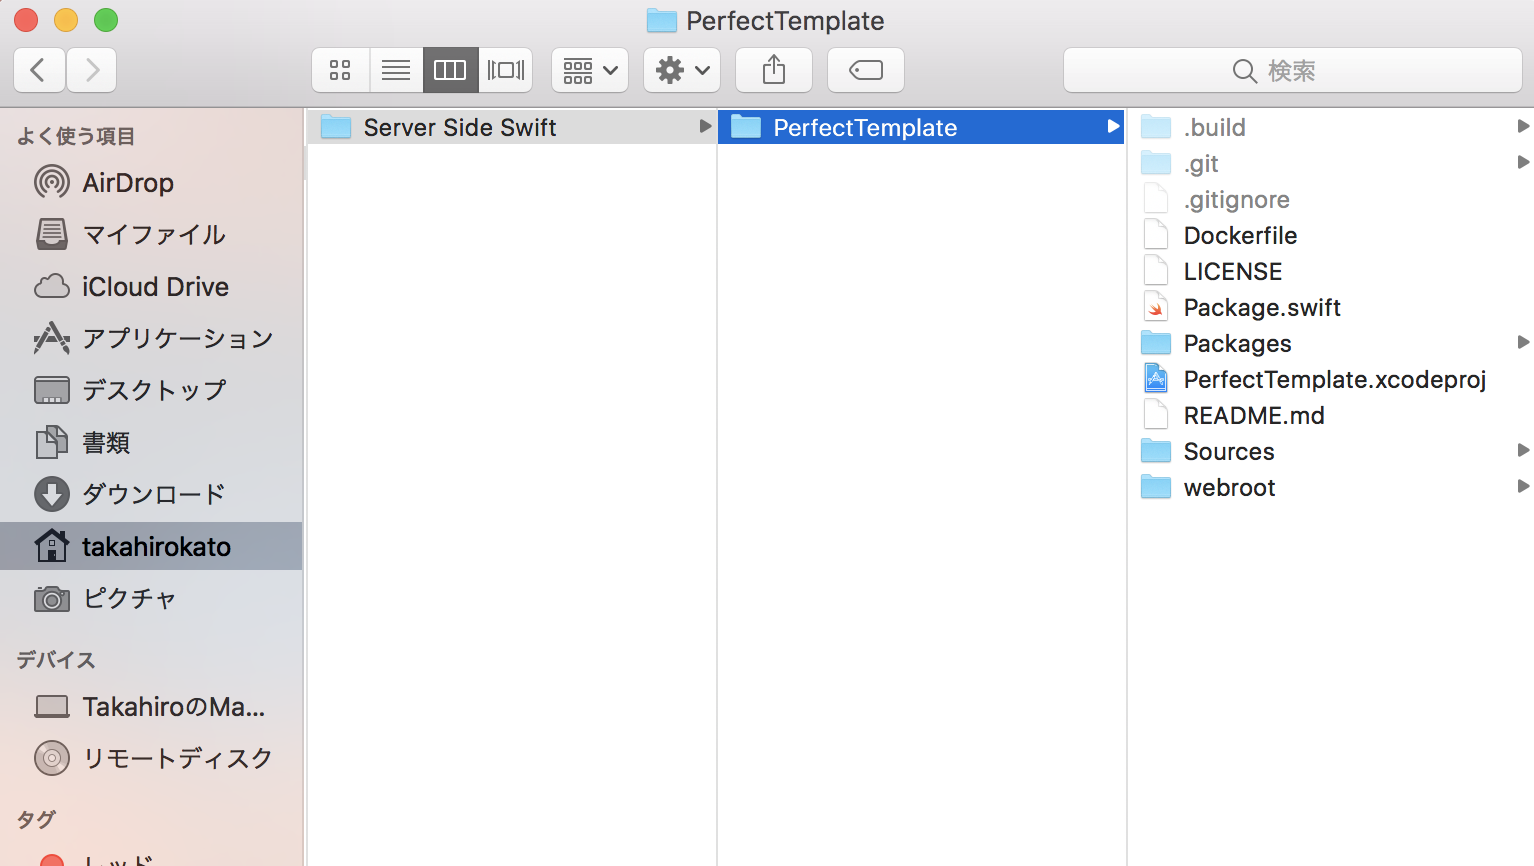 PerfectTemplate
検索
よく使う項目
AirDrop
マイファイル
iCloud Drive
アプリケーション
デスクトップ
書類
ダウンロード
takahirokato
ピクチャ
デバイス
TakahiroのMa...
リモートディスク
タグ
レッド
Server Side Swift
PerfectTemplate
.build
.git
.gitignore
Dockerfile
LICENSE
Package.swift
Packages
PerfectTemplate.xcodeproj
README.md
Sources
webroot